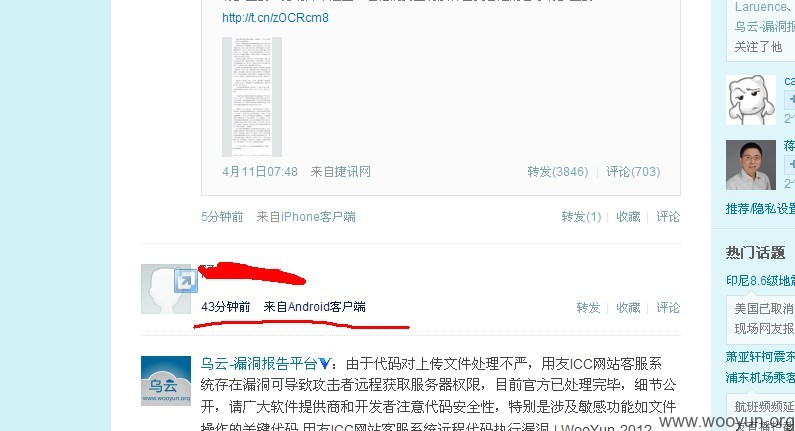 http://t.cn/zOCRcm8
4月11日07:48 来自捷讯网 转发(3846) | 评论(703)
5分钟前 来自iPhone客户端 转发(1) | 收藏 | 评论
43分钟前 来自Android客户端 转发 | 收藏 | 评论
乌云-漏洞报告平台V：由于代码对上传文件处理不严，用友ICC网站客服系
统存在漏洞可导致攻击者远程获取服务器权限，目前官方已处理完毕，细节公
开，请广大软件提供商和开发者注意代码安全性，特别是涉及敏感功能如文件
操作的关键代码 用友ICC网站客服系统远程代码执行漏洞 | WooYun-2012
乌云
www.wooyun.org
Laruence、
乌云-漏洞报
关注了他
ca
蒋
推荐/隐私设置
热门话题
印尼8.6级地震
美国已取消
现场网友报
萧亚轩柯震东
浦东机场乘客
航班频频延
www.wooyun.org